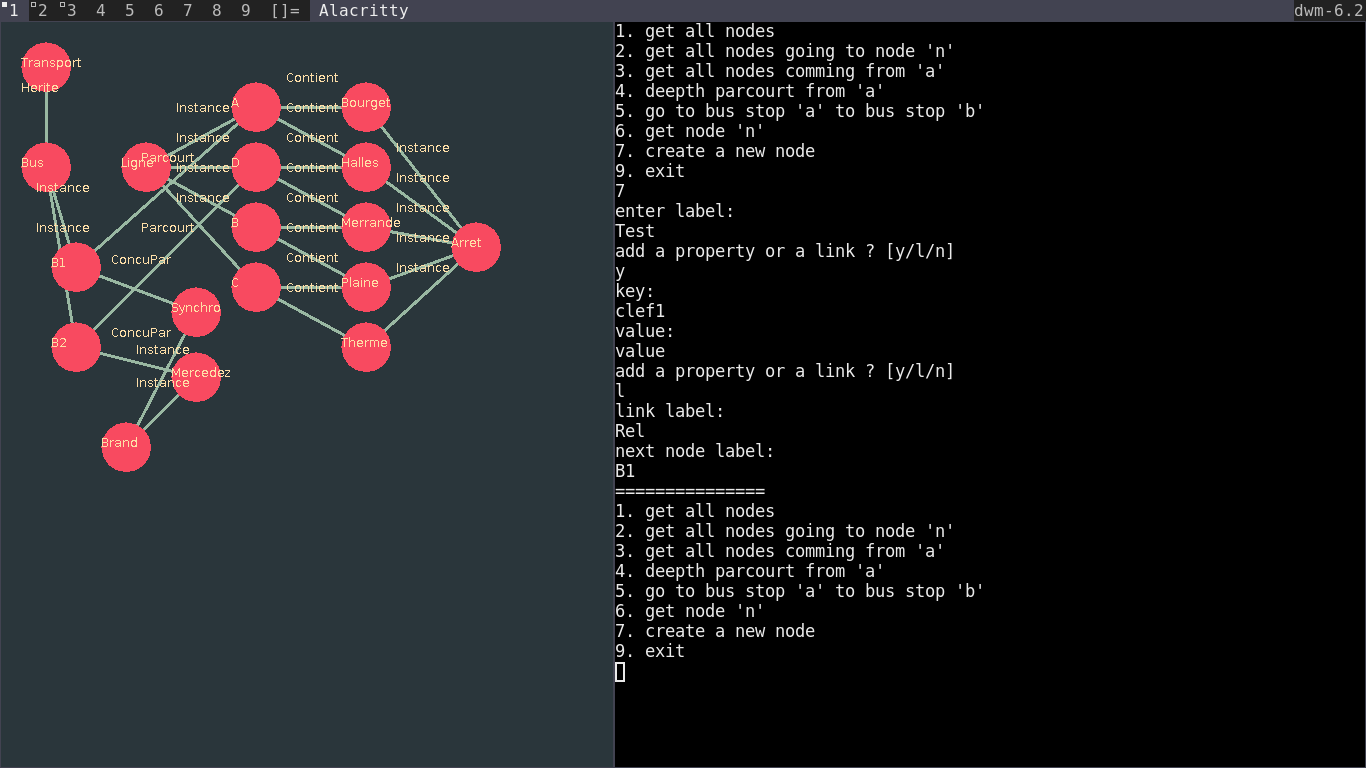 1 2 3 4 5 6 7 8 9 []= Alacritty dwm-6.2
Transport
Herite
Bus
Instance
Instance
B1
B2
Ligne
Parcourt
Parcourt
ConcuPar
ConcuPar
Synchro
Instance
Mercedez
Instance
Brand
Instance
Instance
Instance
Instance
A
D
B
C
Contient
Contient
Contient
Contient
Contient
Contient
Contient
Contient
Bourget
Halles
Merrande
Plaine
Therme
Instance
Instance
Instance
Instance
Instance
Arret
1. get all nodes
2. get all nodes going to node 'n'
3. get all nodes comming from 'a'
4. deepth parcourt from 'a'
5. go to bus stop 'a' to bus stop 'b'
6. get node 'n'
7. create a new node
9. exit
7
enter label:
Test
add a property or a link ? [y/l/n]
y
key:
clef1
value:
value
add a property or a link ? [y/l/n]
l
link label:
Rel
next node label:
B1
===============
1. get all nodes
2. get all nodes going to node 'n'
3. get all nodes comming from 'a'
4. deepth parcourt from 'a'
5. go to bus stop 'a' to bus stop 'b'
6. get node 'n'
7. create a new node
9. exit